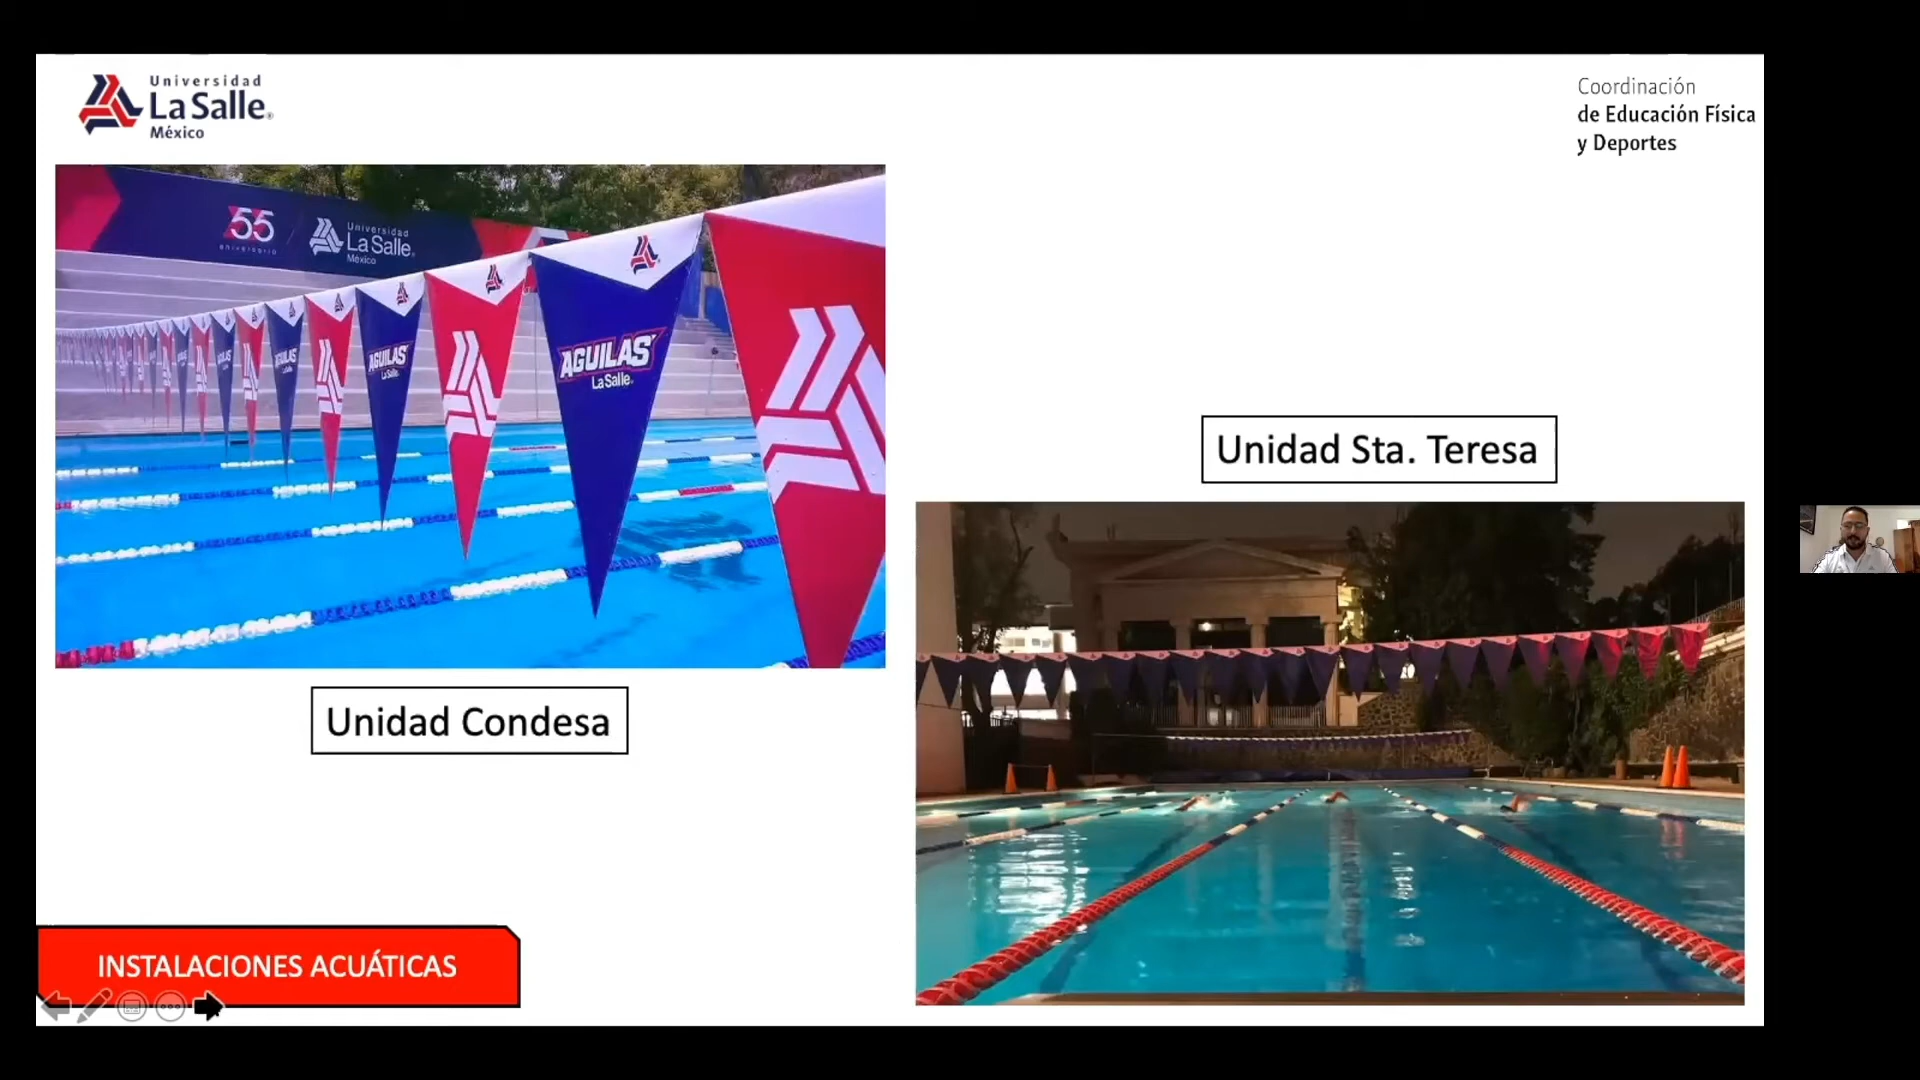 Universidad
La Salle®
México
Coordinación
de Educación Física
y Deportes
55
aniversario
Universidad
La Salle®
México
AGUILAS
La Salle
AGUILAS
La Salle®
Unidad Sta. Teresa
Unidad Condesa
INSTALACIONES ACUÁTICAS